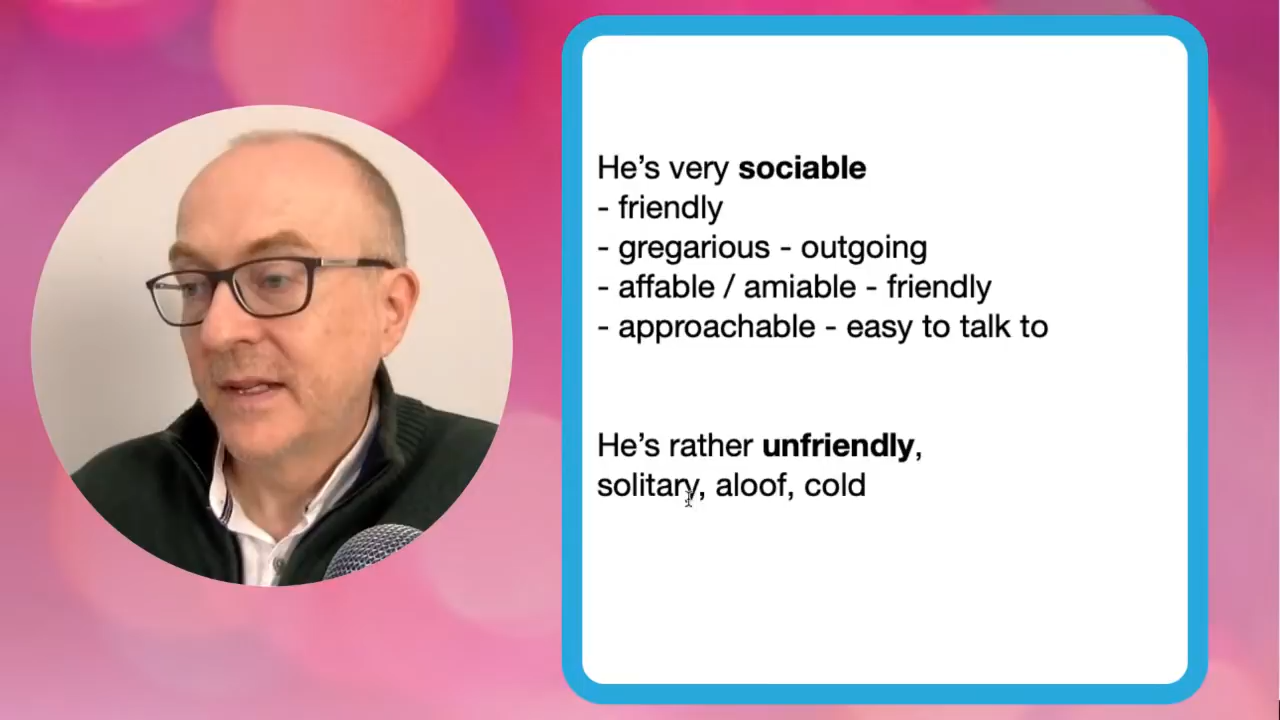 He’s very sociable
- friendly
- gregarious - outgoing
- affable / amiable - friendly
- approachable - easy to talk to
He’s rather unfriendly,
solitary, aloof, cold